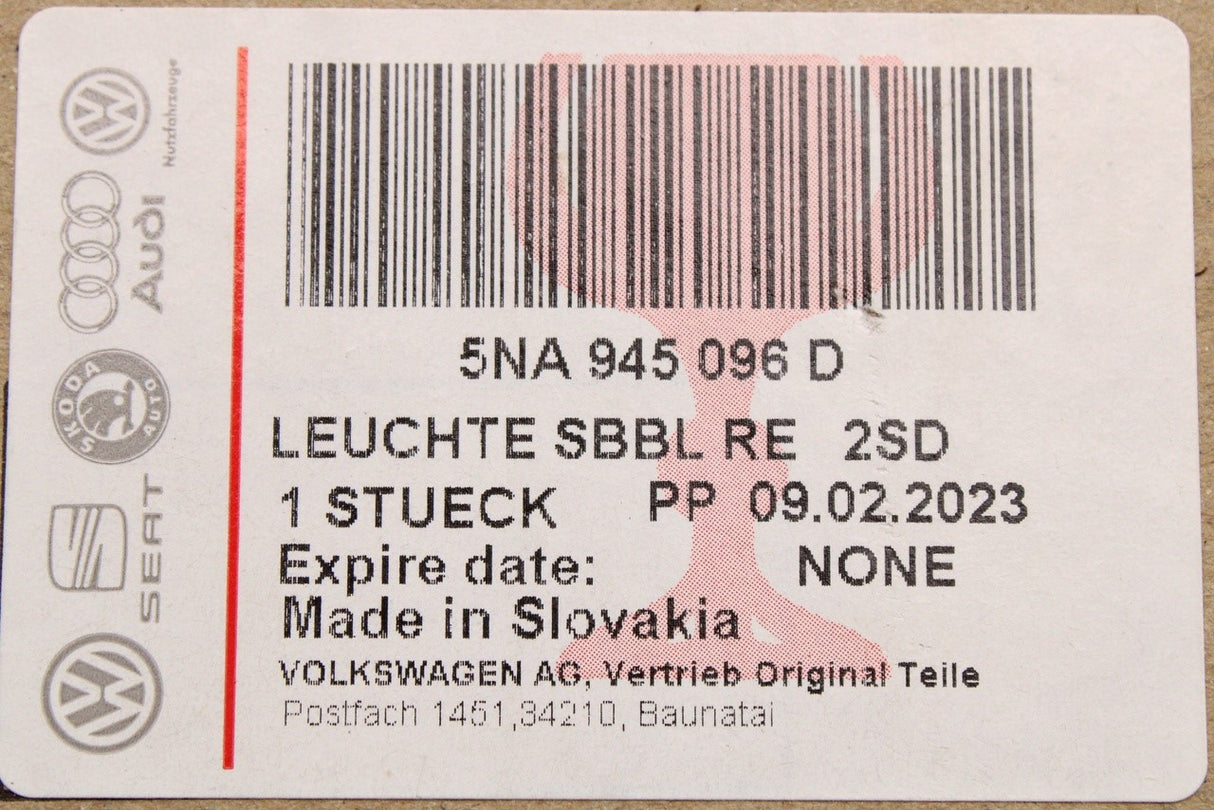 Nutzfahrzeuge
Audi
ŠKODA AUTO
SEAT
5NA 945 096 D
LEUCHTE SBBL RE 2SD
1 STUECK PP 09.02.2023
Expire date: NONE
Made in Slovakia
VOLKSWAGEN AG, Vertrieb Original Teile
Postfach 1451,34210, Baunatai